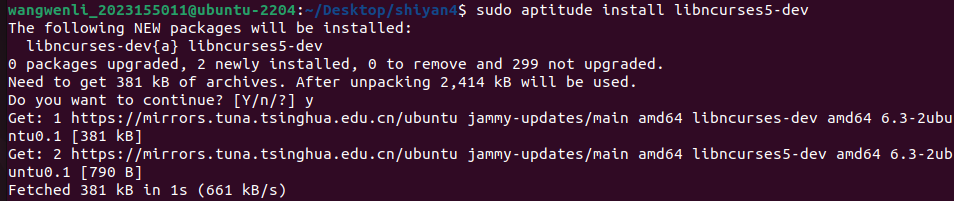 wangwenli_2023155011@ubuntu-2204:~/Desktop/shiyan4$ sudo aptitude install libncurses5-dev
The following NEW packages will be installed:
  libncurses-dev{a} libncurses5-dev
0 packages upgraded, 2 newly installed, 0 to remove and 299 not upgraded.
Need to get 381 kB of archives. After unpacking 2,414 kB will be used.
Do you want to continue? [Y/n/?] y
Get: 1 https://mirrors.tuna.tsinghua.edu.cn/ubuntu jammy-updates/main amd64 libncurses-dev amd64 6.3-2ubu
ntu0.1 [381 kB]
Get: 2 https://mirrors.tuna.tsinghua.edu.cn/ubuntu jammy-updates/main amd64 libncurses5-dev amd64 6.3-2ub
untu0.1 [790 B]
Fetched 381 kB in 1s (661 kB/s)